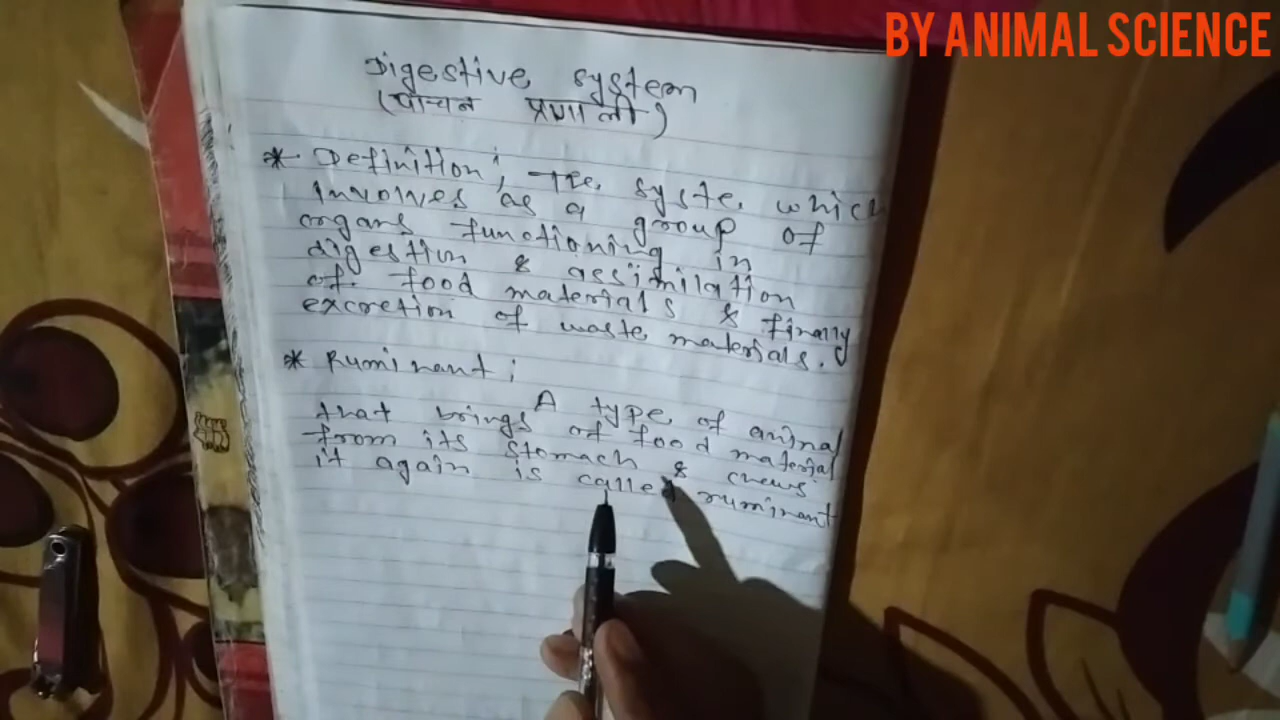 BY ANIMAL SCIENCE
Digestive system
(पाचन प्रणाली)
* Definition; The syste which
Involves as a group of
organs functioning in
digestion & assimilation
of food materials & finally
excretion of waste materials.
* Ruminant;
A type of animal
that brings of food material
from its stomach & chews
it again is called ruminant